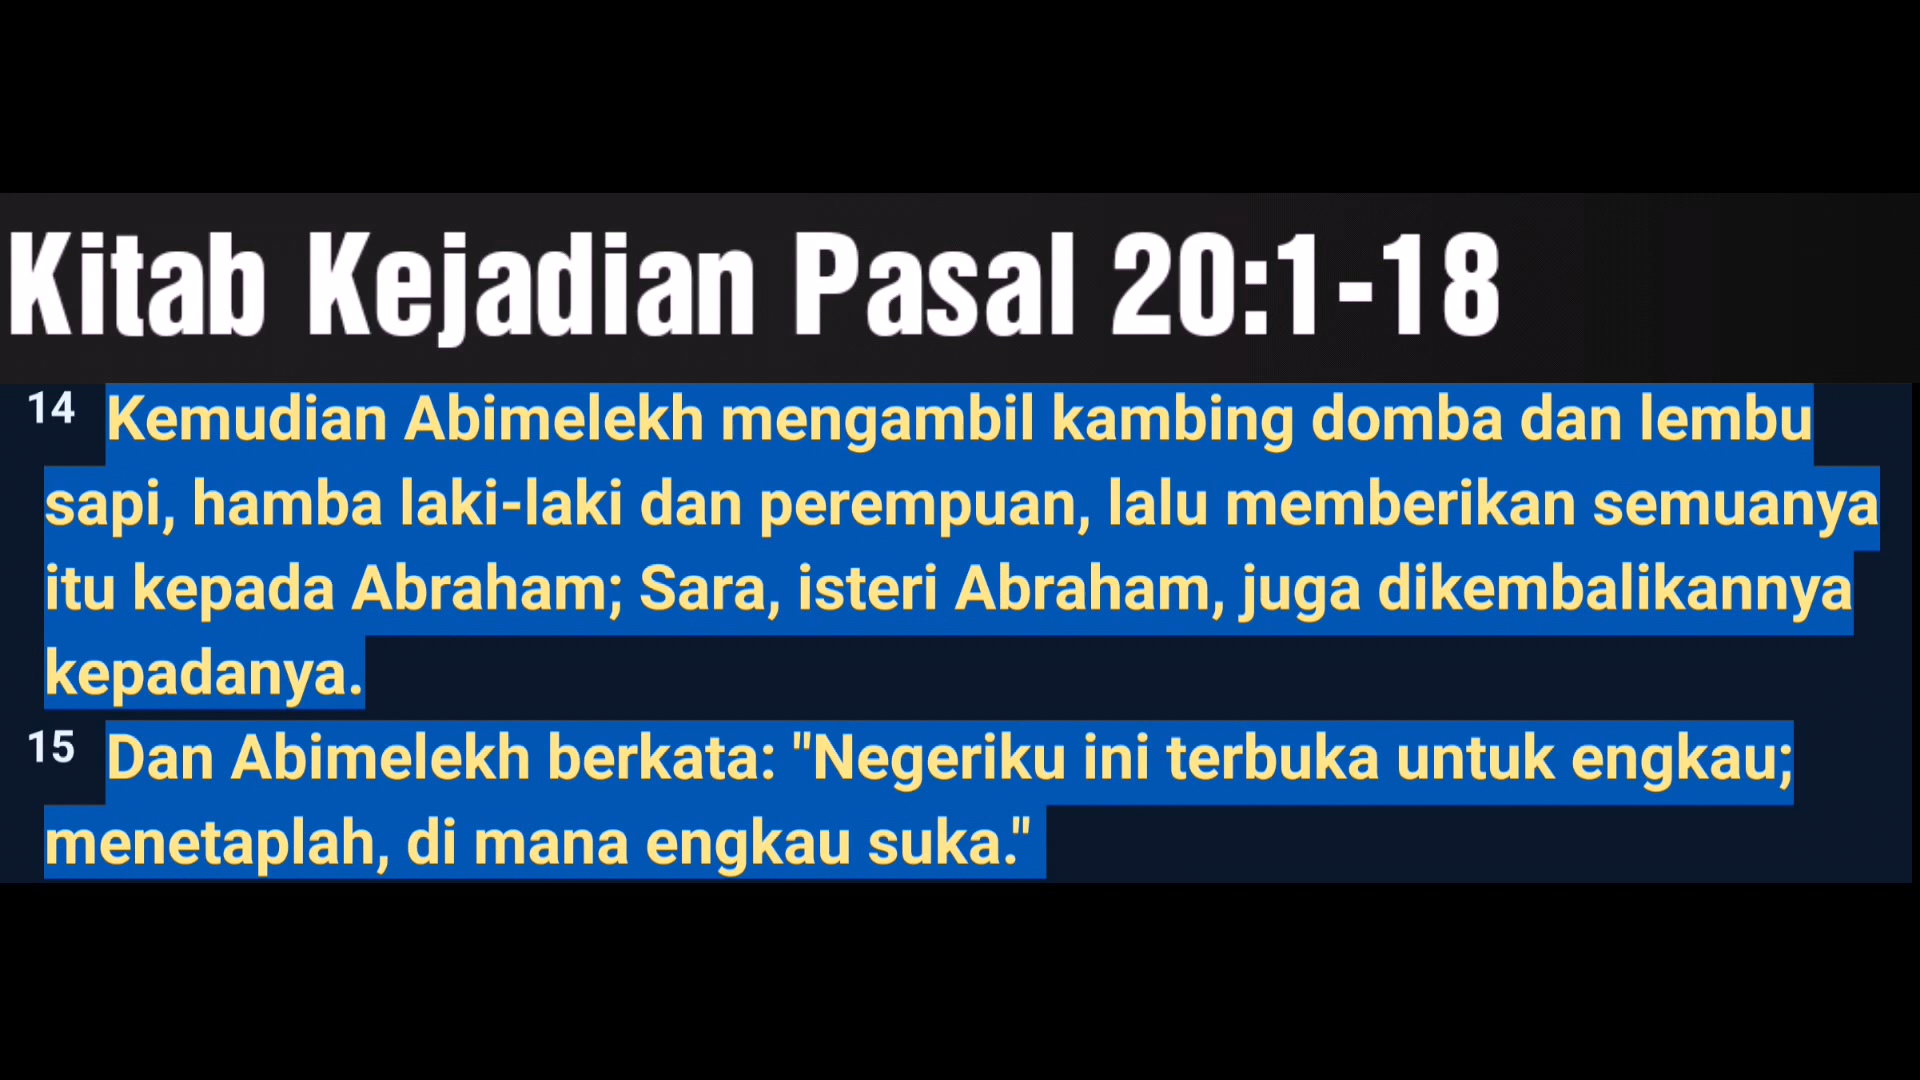 Kitab Kejadian Pasal 20:1-18
14 Kemudian Abimelekh mengambil kambing domba dan lembu
sapi, hamba laki-laki dan perempuan, lalu memberikan semuanya
itu kepada Abraham; Sara, isteri Abraham, juga dikembalikannya
kepadanya.
15 Dan Abimelekh berkata: "Negeriku ini terbuka untuk engkau;
menetaplah, di mana engkau suka."